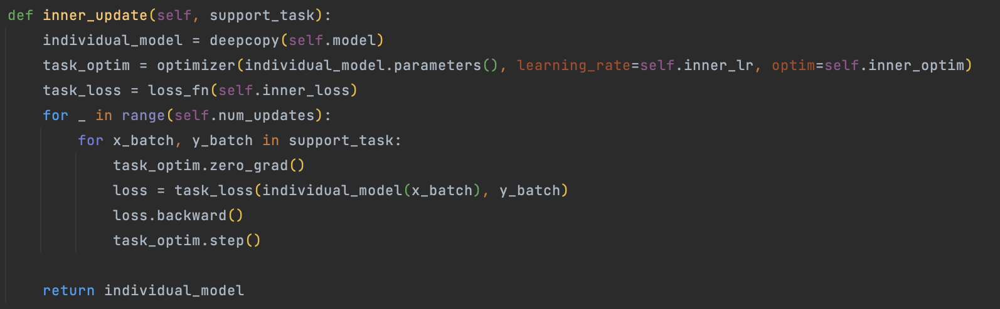 def inner_update(self, support_task):
    individual_model = deepcopy(self.model)
    task_optim = optimizer(individual_model.parameters(), learning_rate=self.inner_lr, optim=self.inner_optim)
    task_loss = loss_fn(self.inner_loss)
    for _ in range(self.num_updates):
        for x_batch, y_batch in support_task:
            task_optim.zero_grad()
            loss = task_loss(individual_model(x_batch), y_batch)
            loss.backward()
            task_optim.step()
    return individual_model